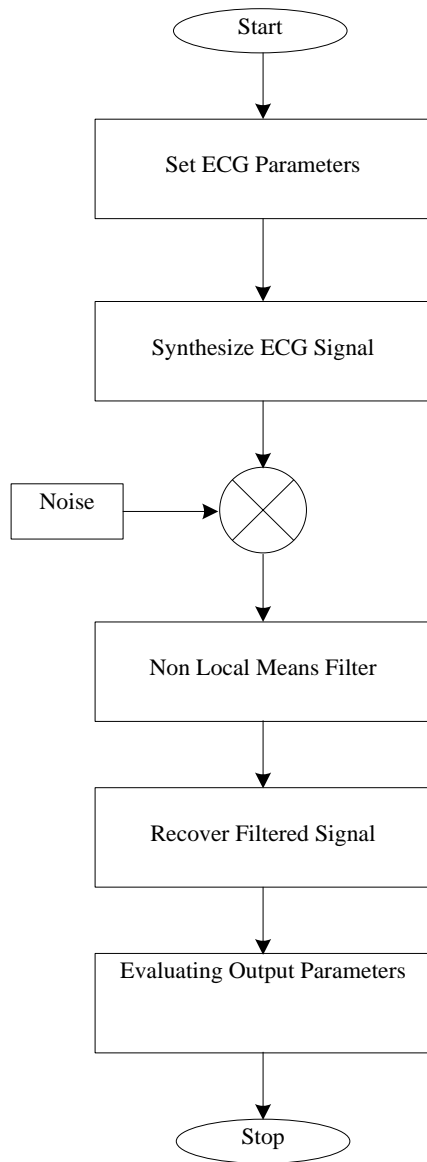 Start
Set ECG Parameters
Synthesize ECG Signal
Noise
Non Local Means Filter
Recover Filtered Signal
Evaluating Output Parameters
Stop